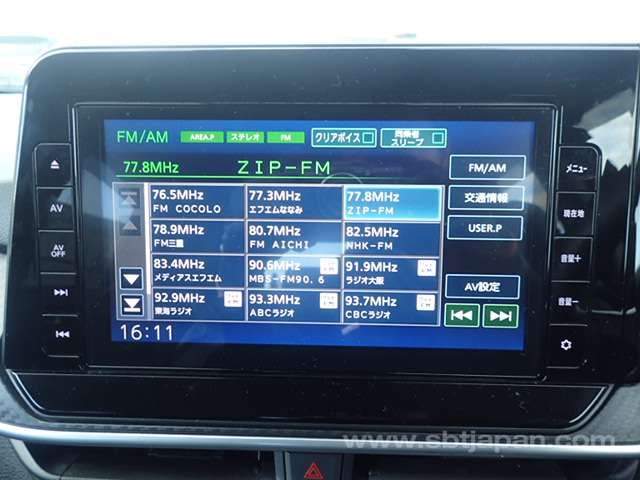 FM/AM AREA.P ステレオ FM クリアボイス 同乗者スリープ
77.8MHz ZIP-FM FM/AM
76.5MHz 77.3MHz 77.8MHz
FM COCOLO エフエムななみ ZIP-FM
交通情報
78.9MHz 80.7MHz 82.5MHz
FM三重 FM AICHI NHK-FM
USER.P
83.4MHz 90.6MHz 91.9MHz
メディアスエフエム MBS-FM90.6 ラジオ大阪
AV設定
92.9MHz 93.3MHz 93.7MHz
東海ラジオ ABCラジオ CBCラジオ
16:11
AV
AV OFF
メニュー
現在地
音量+
音量-
www.sbtjapan.com